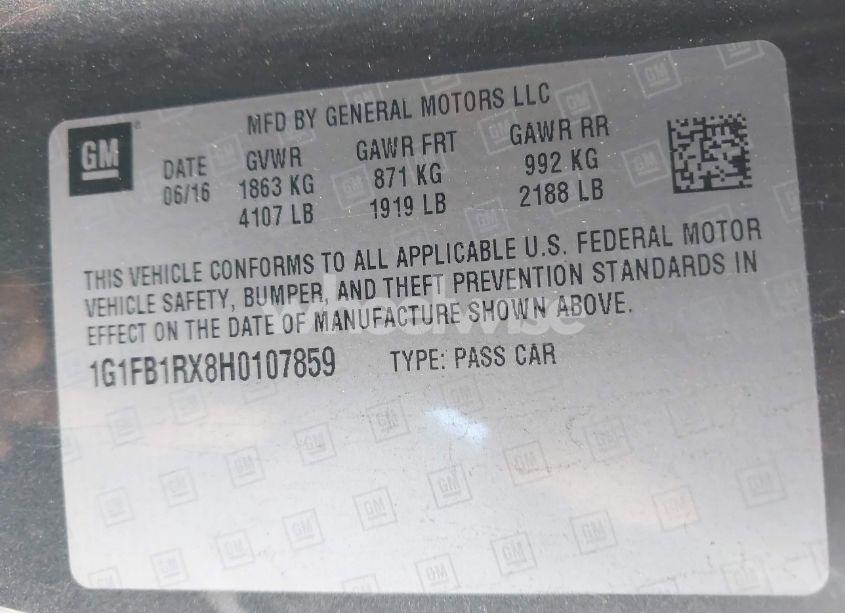 GM
MFD BY GENERAL MOTORS LLC
DATE GVWR GAWR FRT GAWR RR
06/16 1863 KG 871 KG 992 KG
4107 LB 1919 LB 2188 LB
THIS VEHICLE CONFORMS TO ALL APPLICABLE U.S. FEDERAL MOTOR
VEHICLE SAFETY, BUMPER, AND THEFT PREVENTION STANDARDS IN
EFFECT ON THE DATE OF MANUFACTURE SHOWN ABOVE.
1G1FB1RX8H0107859 TYPE: PASS CAR
wheelwise